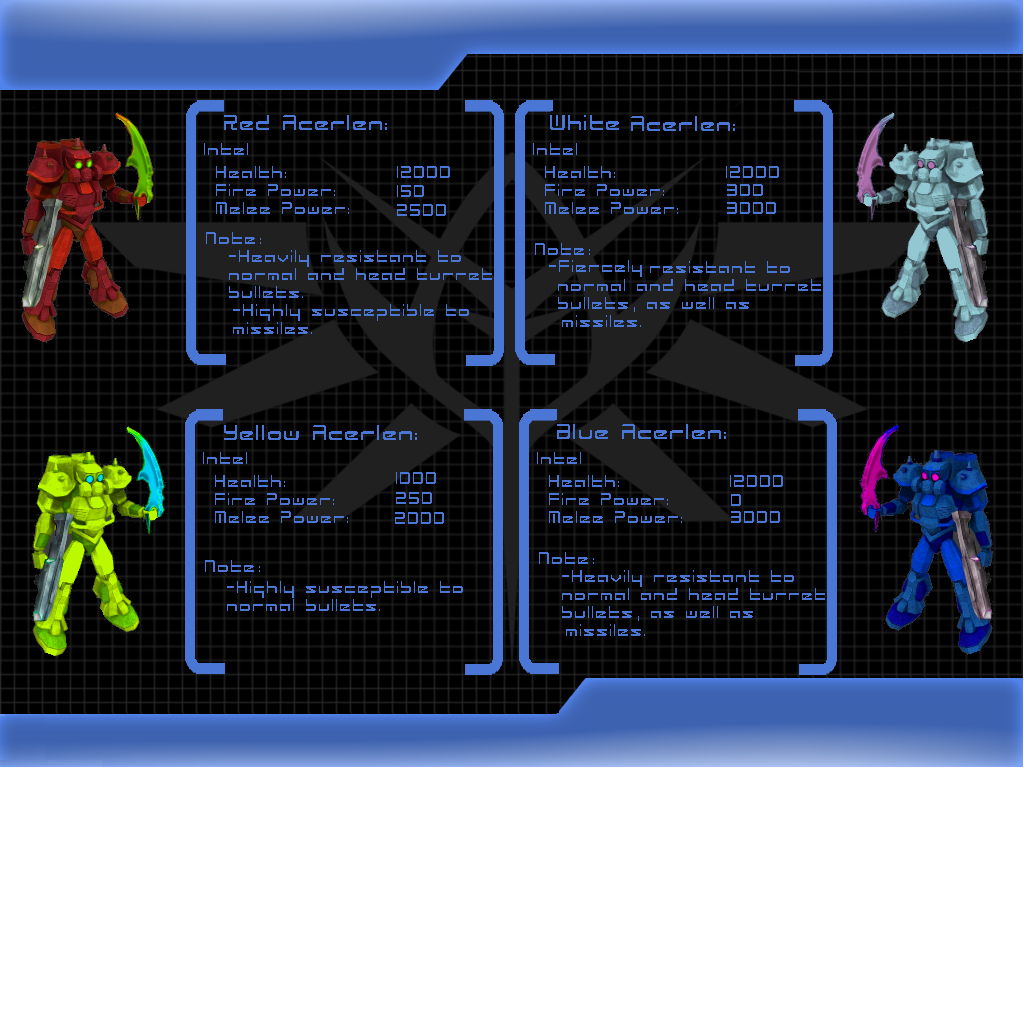 Red Acerlen:
Intel
Health: 12000
Fire Power: 150
Melee Power: 2500
Note:
-Heavily resistant to
normal and head turret
bullets.
-Highly susceptible to
missiles.
White Acerlen:
Intel
Health: 12000
Fire Power: 300
Melee Power: 3000
Note:
-Fiercely resistant to
normal and head turret
bullets, as well as
missiles.
Yellow Acerlen:
Intel
Health: 1000
Fire Power: 250
Melee Power: 2000
Note:
-Highly susceptible to
normal bullets.
Blue Acerlen:
Intel
Health: 12000
Fire Power: 0
Melee Power: 3000
Note:
-Heavily resistant to
normal and head turret
bullets, as well as
missiles.